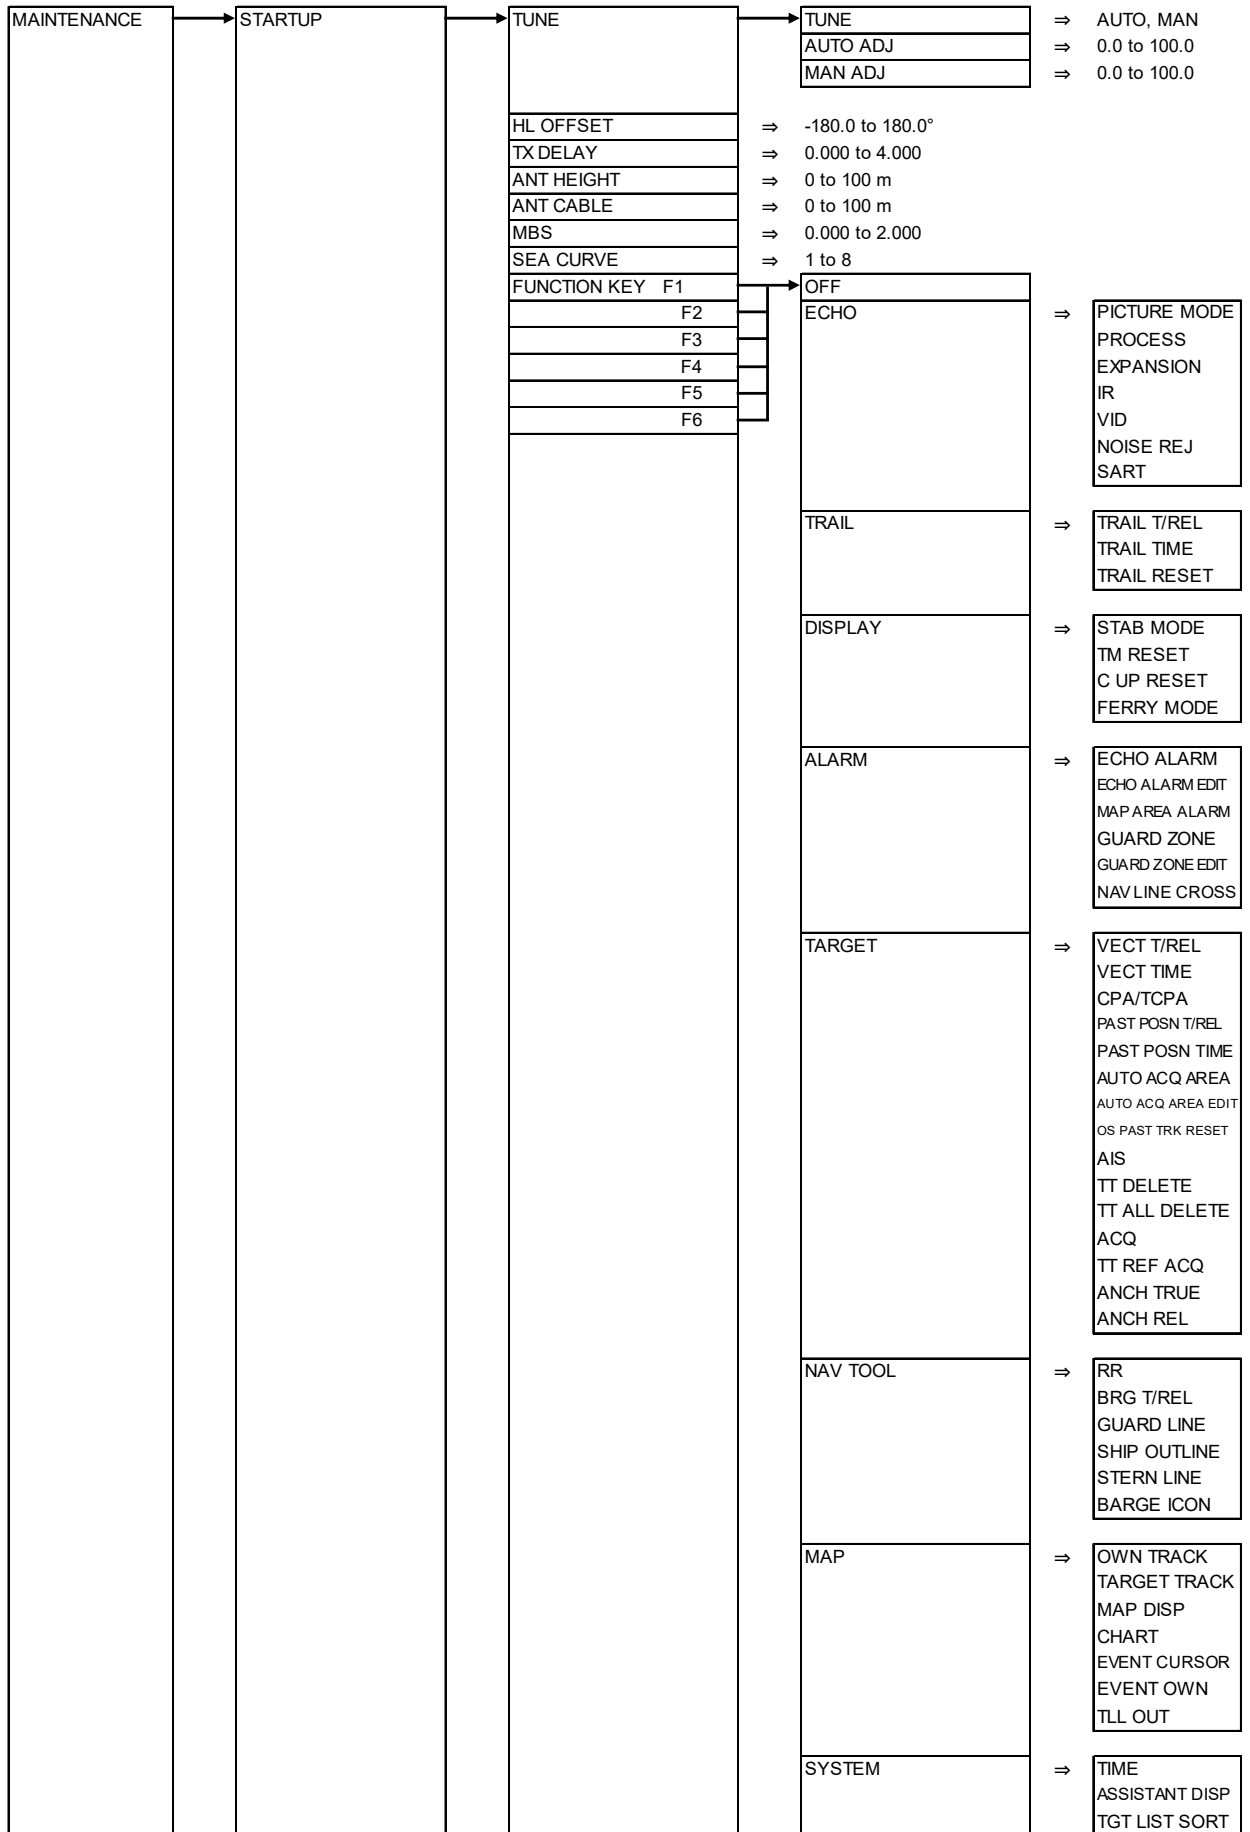 MAINTENANCE STARTUP TUNE TUNE ⇒ AUTO, MAN
AUTO ADJ ⇒ 0.0 to 100.0
MAN ADJ ⇒ 0.0 to 100.0
HL OFFSET ⇒ -180.0 to 180.0°
TX DELAY ⇒ 0.000 to 4.000
ANT HEIGHT ⇒ 0 to 100 m
ANT CABLE ⇒ 0 to 100 m
MBS ⇒ 0.000 to 2.000
SEA CURVE ⇒ 1 to 8
FUNCTION KEY F1 OFF
F2 ECHO ⇒ PICTURE MODE
F3 PROCESS
F4 EXPANSION
F5 IR
F6 VID
NOISE REJ
SART
TRAIL ⇒ TRAIL T/REL
TRAIL TIME
TRAIL RESET
DISPLAY ⇒ STAB MODE
TM RESET
C UP RESET
FERRY MODE
ALARM ⇒ ECHO ALARM
ECHO ALARM EDIT
MAP AREA ALARM
GUARD ZONE
GUARD ZONE EDIT
NAV LINE CROSS
TARGET ⇒ VECT T/REL
VECT TIME
CPA/TCPA
PAST POSN T/REL
PAST POSN TIME
AUTO ACQ AREA
AUTO ACQ AREA EDIT
OS PAST TRK RESET
AIS
TT DELETE
TT ALL DELETE
ACQ
TT REF ACQ
ANCH TRUE
ANCH REL
NAV TOOL ⇒ RR
BRG T/REL
GUARD LINE
SHIP OUTLINE
STERN LINE
BARGE ICON
MAP ⇒ OWN TRACK
TARGET TRACK
MAP DISP
CHART
EVENT CURSOR
EVENT OWN
TLL OUT
SYSTEM ⇒ TIME
ASSISTANT DISP
TGT LIST SORT